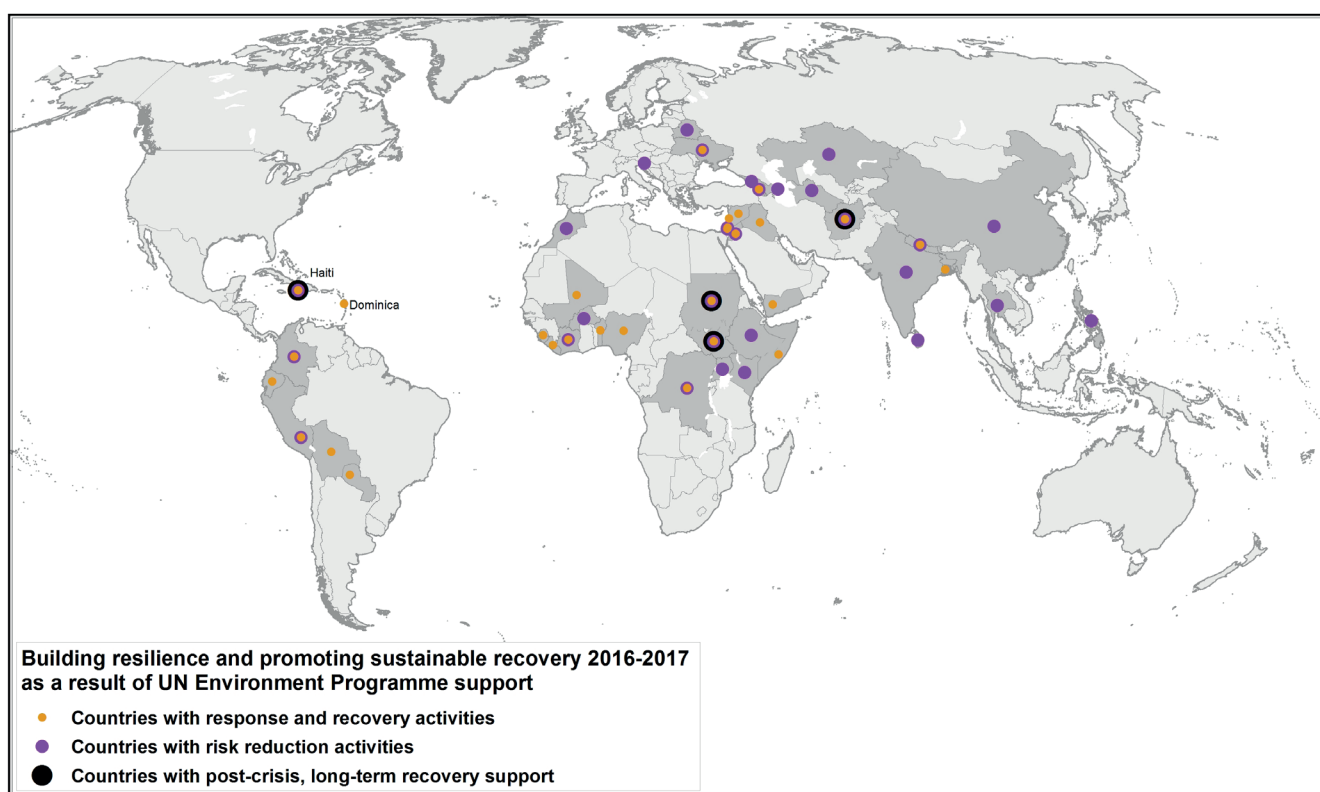 Haiti
Dominica
Building resilience and promoting sustainable recovery 2016-2017
as a result of UN Environment Programme support
Countries with response and recovery activities
Countries with risk reduction activities
Countries with post-crisis, long-term recovery support